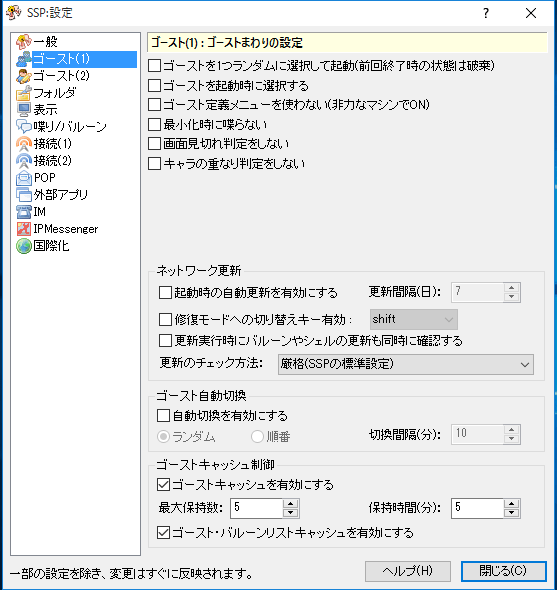 SSP:設定
一般
ゴースト(1)
ゴースト(2)
フォルダ
表示
喋り/バルーン
接続(1)
接続(2)
POP
外部アプリ
IM
IPMessenger
国際化
ゴースト(1) : ゴーストまわりの設定
ゴーストを1つランダムに選択して起動(前回終了時の状態は破棄)
ゴーストを起動時に選択する
ゴースト定義メニューを使わない(非力なマシンでON)
最小化時に喋らない
画面見切れ判定をしない
キャラの重なり判定をしない
ネットワーク更新
起動時の自動更新を有効にする 更新間隔(日): 7
修復モードへの切り替えキー有効 : shift
更新実行時にバルーンやシェルの更新も同時に確認する
更新のチェック方法: 厳格(SSPの標準設定)
ゴースト自動切換
自動切換を有効にする
ランダム 順番 切換間隔(分): 10
ゴーストキャッシュ制御
ゴーストキャッシュを有効にする
最大保持数: 5 保持時間(分): 5
ゴースト・バルーンリストキャッシュを有効にする
一部の設定を除き、変更はすぐに反映されます。 ヘルプ(H) 閉じる(C)